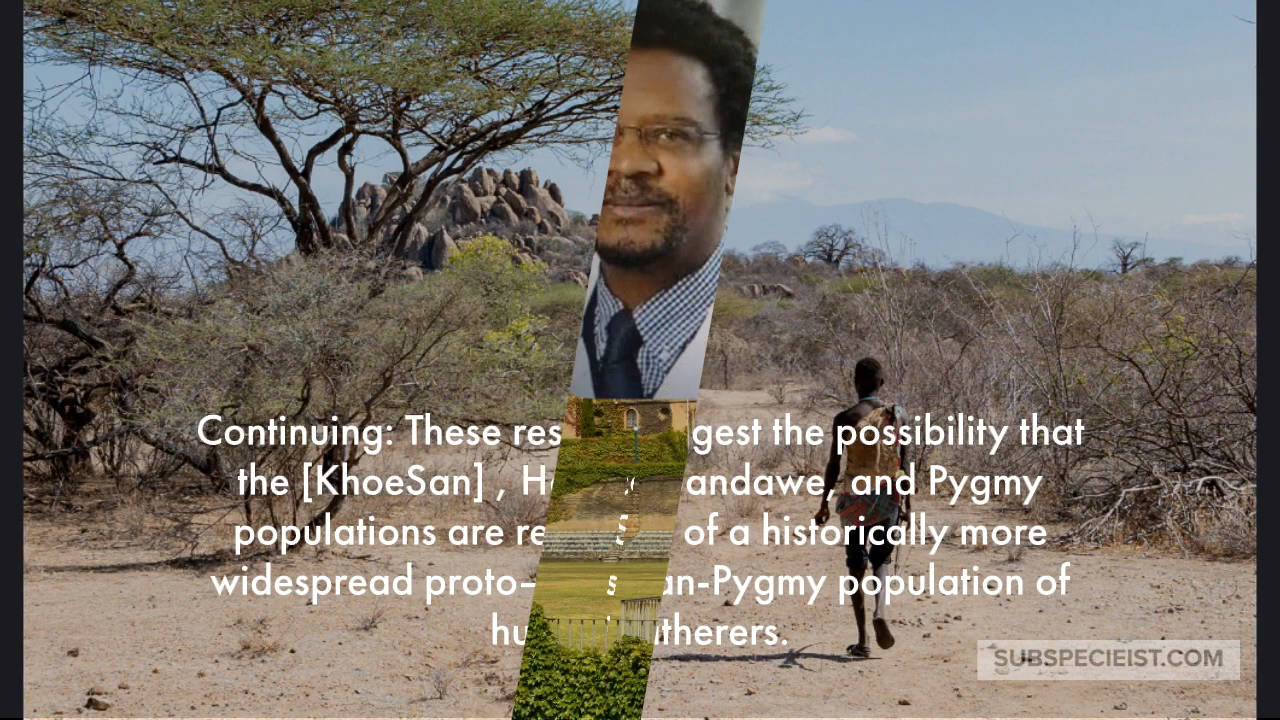 Continuing: These res gest the possibility that
the [KhoeSan] , H andawe, and Pygmy
populations are re of a historically more
widespread proto– an-Pygmy population of
hu therers.
SUBSPECIEIST.COM